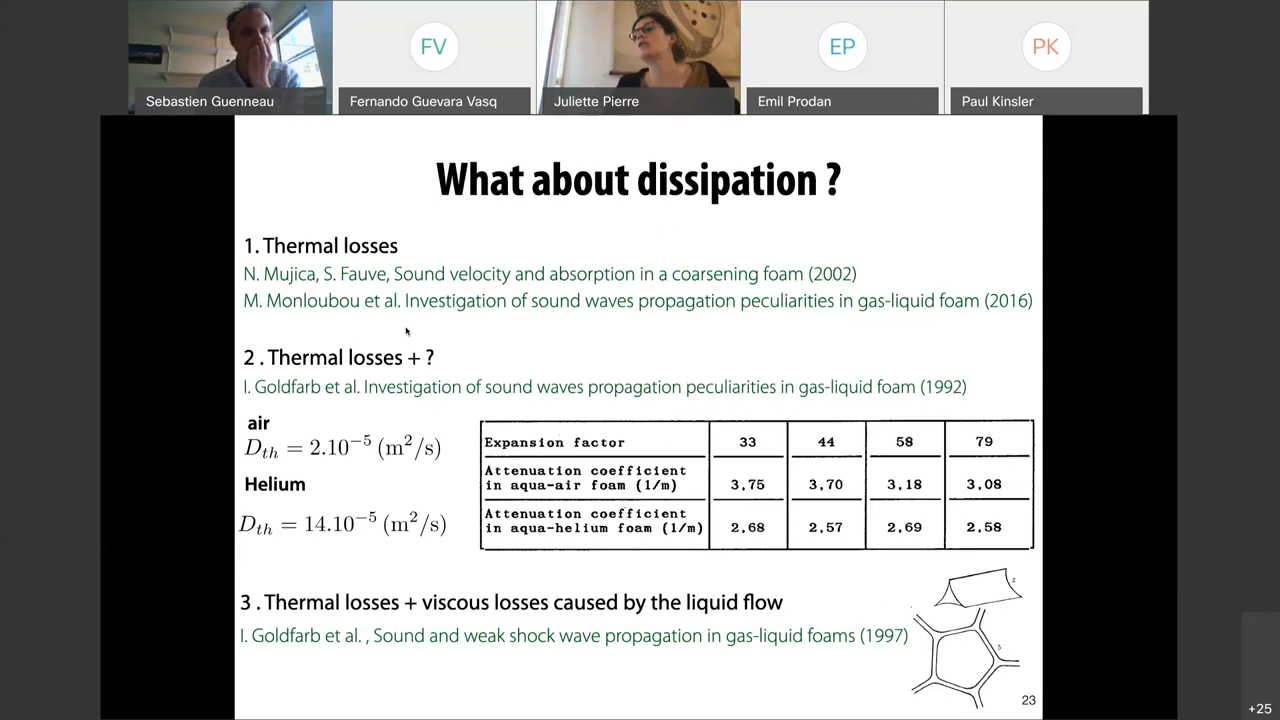 FV
EP
PK
Sebastien Guenneau
Fernando Guevara Vasq
Juliette Pierre
Emil Prodan
Paul Kinsler
What about dissipation ?
1. Thermal losses
N. Mujica, S. Fauve, Sound velocity and absorption in a coarsening foam (2002)
M. Monloubou et al. Investigation of sound waves propagation peculiarities in gas-liquid foam (2016)
2 . Thermal losses + ?
I. Goldfarb et al. Investigation of sound waves propagation peculiarities in gas-liquid foam (1992)
air
D_th = 2.10⁻⁵ (m²/s)
Helium
D_th = 14.10⁻⁵ (m²/s)
Expansion factor 33 44 58 79
Attenuation coefficient
in aqua-air foam (1/m) 3,75 3,70 3,18 3,08
Attenuation coefficient
in aqua-helium foam (1/m) 2,68 2,57 2,69 2,58
3 . Thermal losses + viscous losses caused by the liquid flow
I. Goldfarb et al. , Sound and weak shock wave propagation in gas-liquid foams (1997)
2
3
23
+25